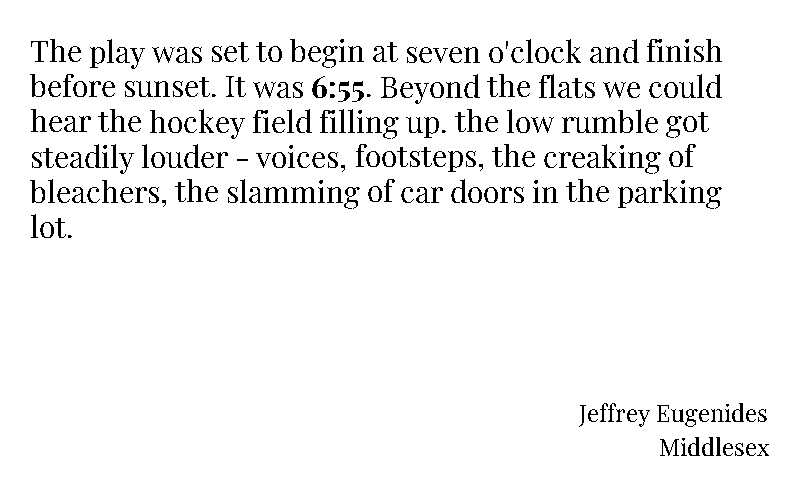 The play was set to begin at seven o'clock and finish
before sunset. It was 6:55. Beyond the flats we could
hear the hockey field filling up. the low rumble got
steadily louder – voices, footsteps, the creaking of
bleachers, the slamming of car doors in the parking
lot.
Jeffrey Eugenides
Middlesex